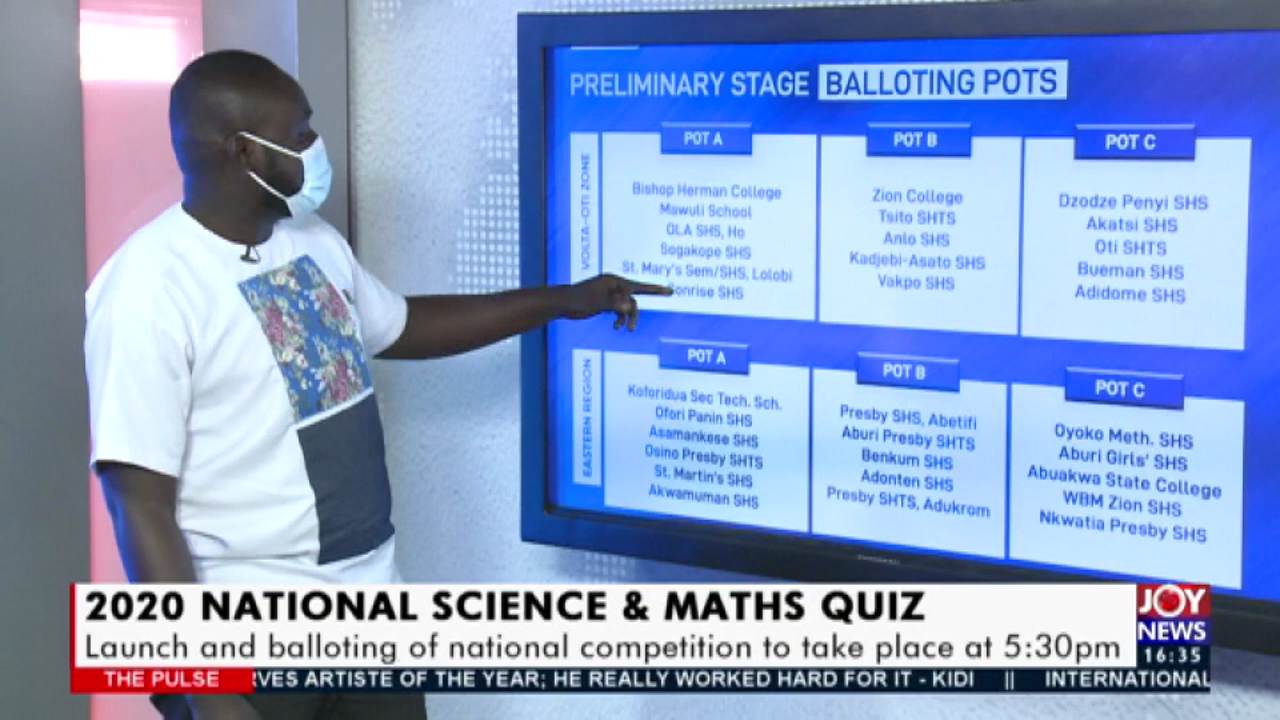 PRELIMINARY STAGE BALLOTING POTS
VOLTA-OTI ZONE
POT A
Bishop Herman College
Mawuli School
OLA SHS, Ho
Sogakope SHS
St. Mary's Sem/SHS, Lolobi
Sonrise SHS
POT B
Zion College
Tsito SHTS
Anlo SHS
Kadjebi-Asato SHS
Vakpo SHS
POT C
Dzodze Penyi SHS
Akatsi SHS
Oti SHTS
Bueman SHS
Adidome SHS
EASTERN REGION
POT A
Koforidua Sec Tech. Sch.
Ofori Panin SHS
Asamankese SHS
Osino Presby SHTS
St. Martin's SHS
Akwamuman SHS
POT B
Presby SHS, Abetifi
Aburi Presby SHTS
Benkum SHS
Adonten SHS
Presby SHTS, Adukrom
POT C
Oyoko Meth. SHS
Aburi Girls' SHS
Abuakwa State College
WBM Zion SHS
Nkwatia Presby SHS
2020 NATIONAL SCIENCE & MATHS QUIZ
Launch and balloting of national competition to take place at 5:30pm
JOY
NEWS
16:35
THE PULSE
RVES ARTISTE OF THE YEAR; HE REALLY WORKED HARD FOR IT - KIDI || INTERNATIONAL